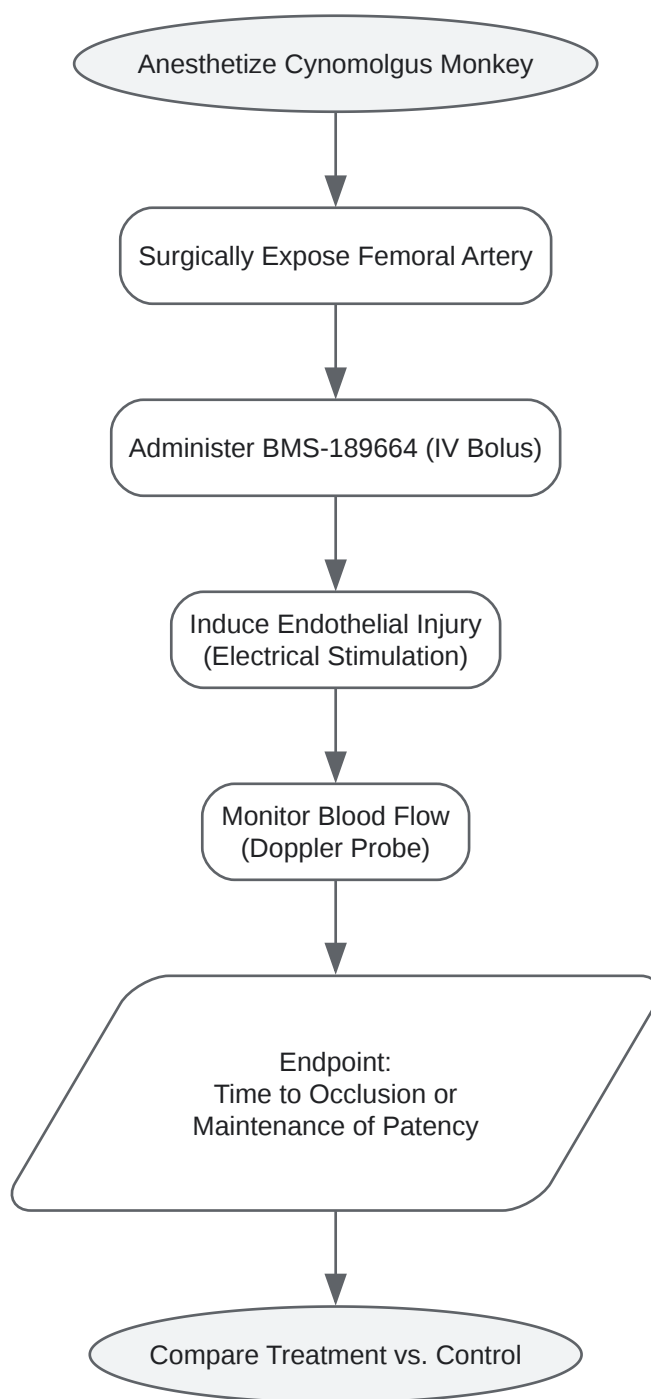 Anesthetize Cynomolgus Monkey
Surgically Expose Femoral Artery
Administer BMS-189664 (IV Bolus)
Induce Endothelial Injury
(Electrical Stimulation)
Monitor Blood Flow
(Doppler Probe)
Endpoint:
Time to Occlusion or
Maintenance of Patency
Compare Treatment vs. Control